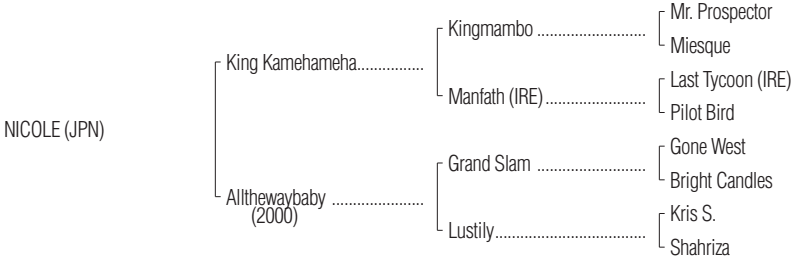 Mr. Prospector
Kingmambo ..........................
Miesque
King Kamehameha................
Last Tycoon (IRE)
Manfath (IRE)........................
Pilot Bird
NICOLE (JPN)
Gone West
Grand Slam ..........................
Bright Candles
Allthewaybaby ......................
(2000)
Kris S.
Lustily....................................
Shahriza